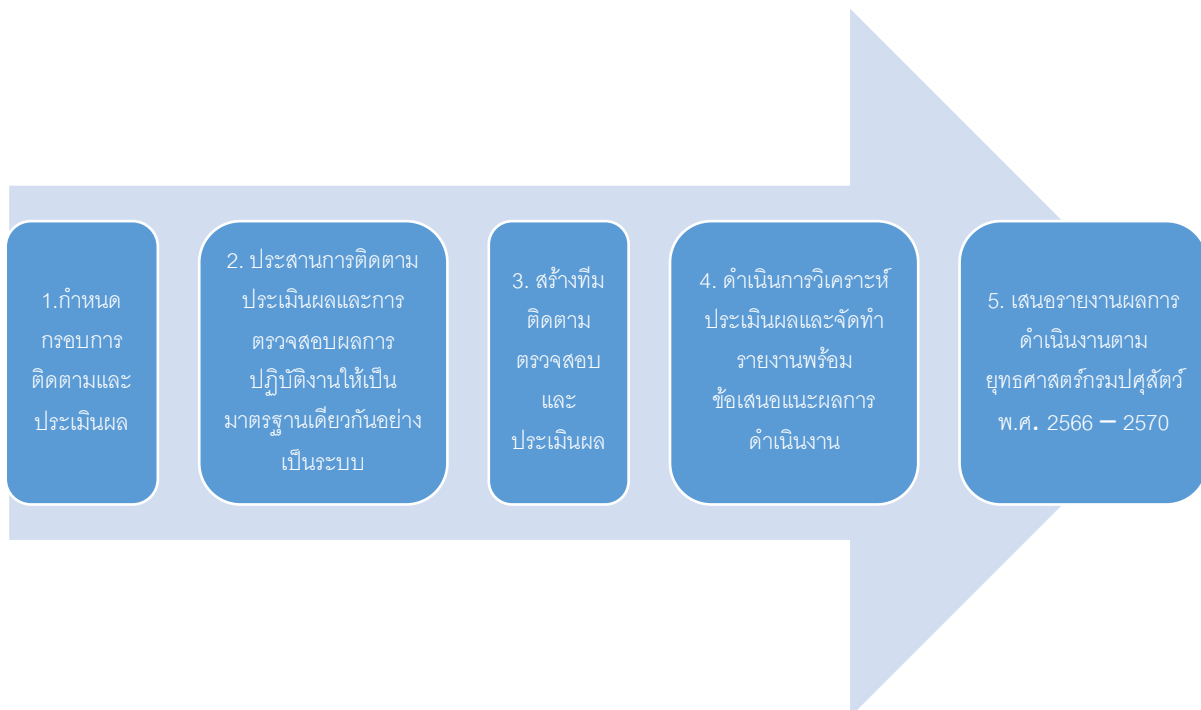 1.กำหนด
กรอบการ
ติดตามและ
ประเมินผล
2. ประสานการติดตาม
ประเมินผลและการ
ตรวจสอบผลการ
ปฏิบัติงานให้เป็น
มาตรฐานเดียวกันอย่าง
เป็นระบบ
3. สร้างทีม
ติดตาม
ตรวจสอบ
และ
ประเมินผล
4. ดำเนินการวิเคราะห์
ประเมินผลและจัดทำ
รายงานพร้อม
ข้อเสนอแนะผลการ
ดำเนินงาน
5. เสนอรายงานผลการ
ดำเนินงานตาม
ยุทธศาสตร์กรมปศุสัตว์
พ.ศ. 2566 – 2570